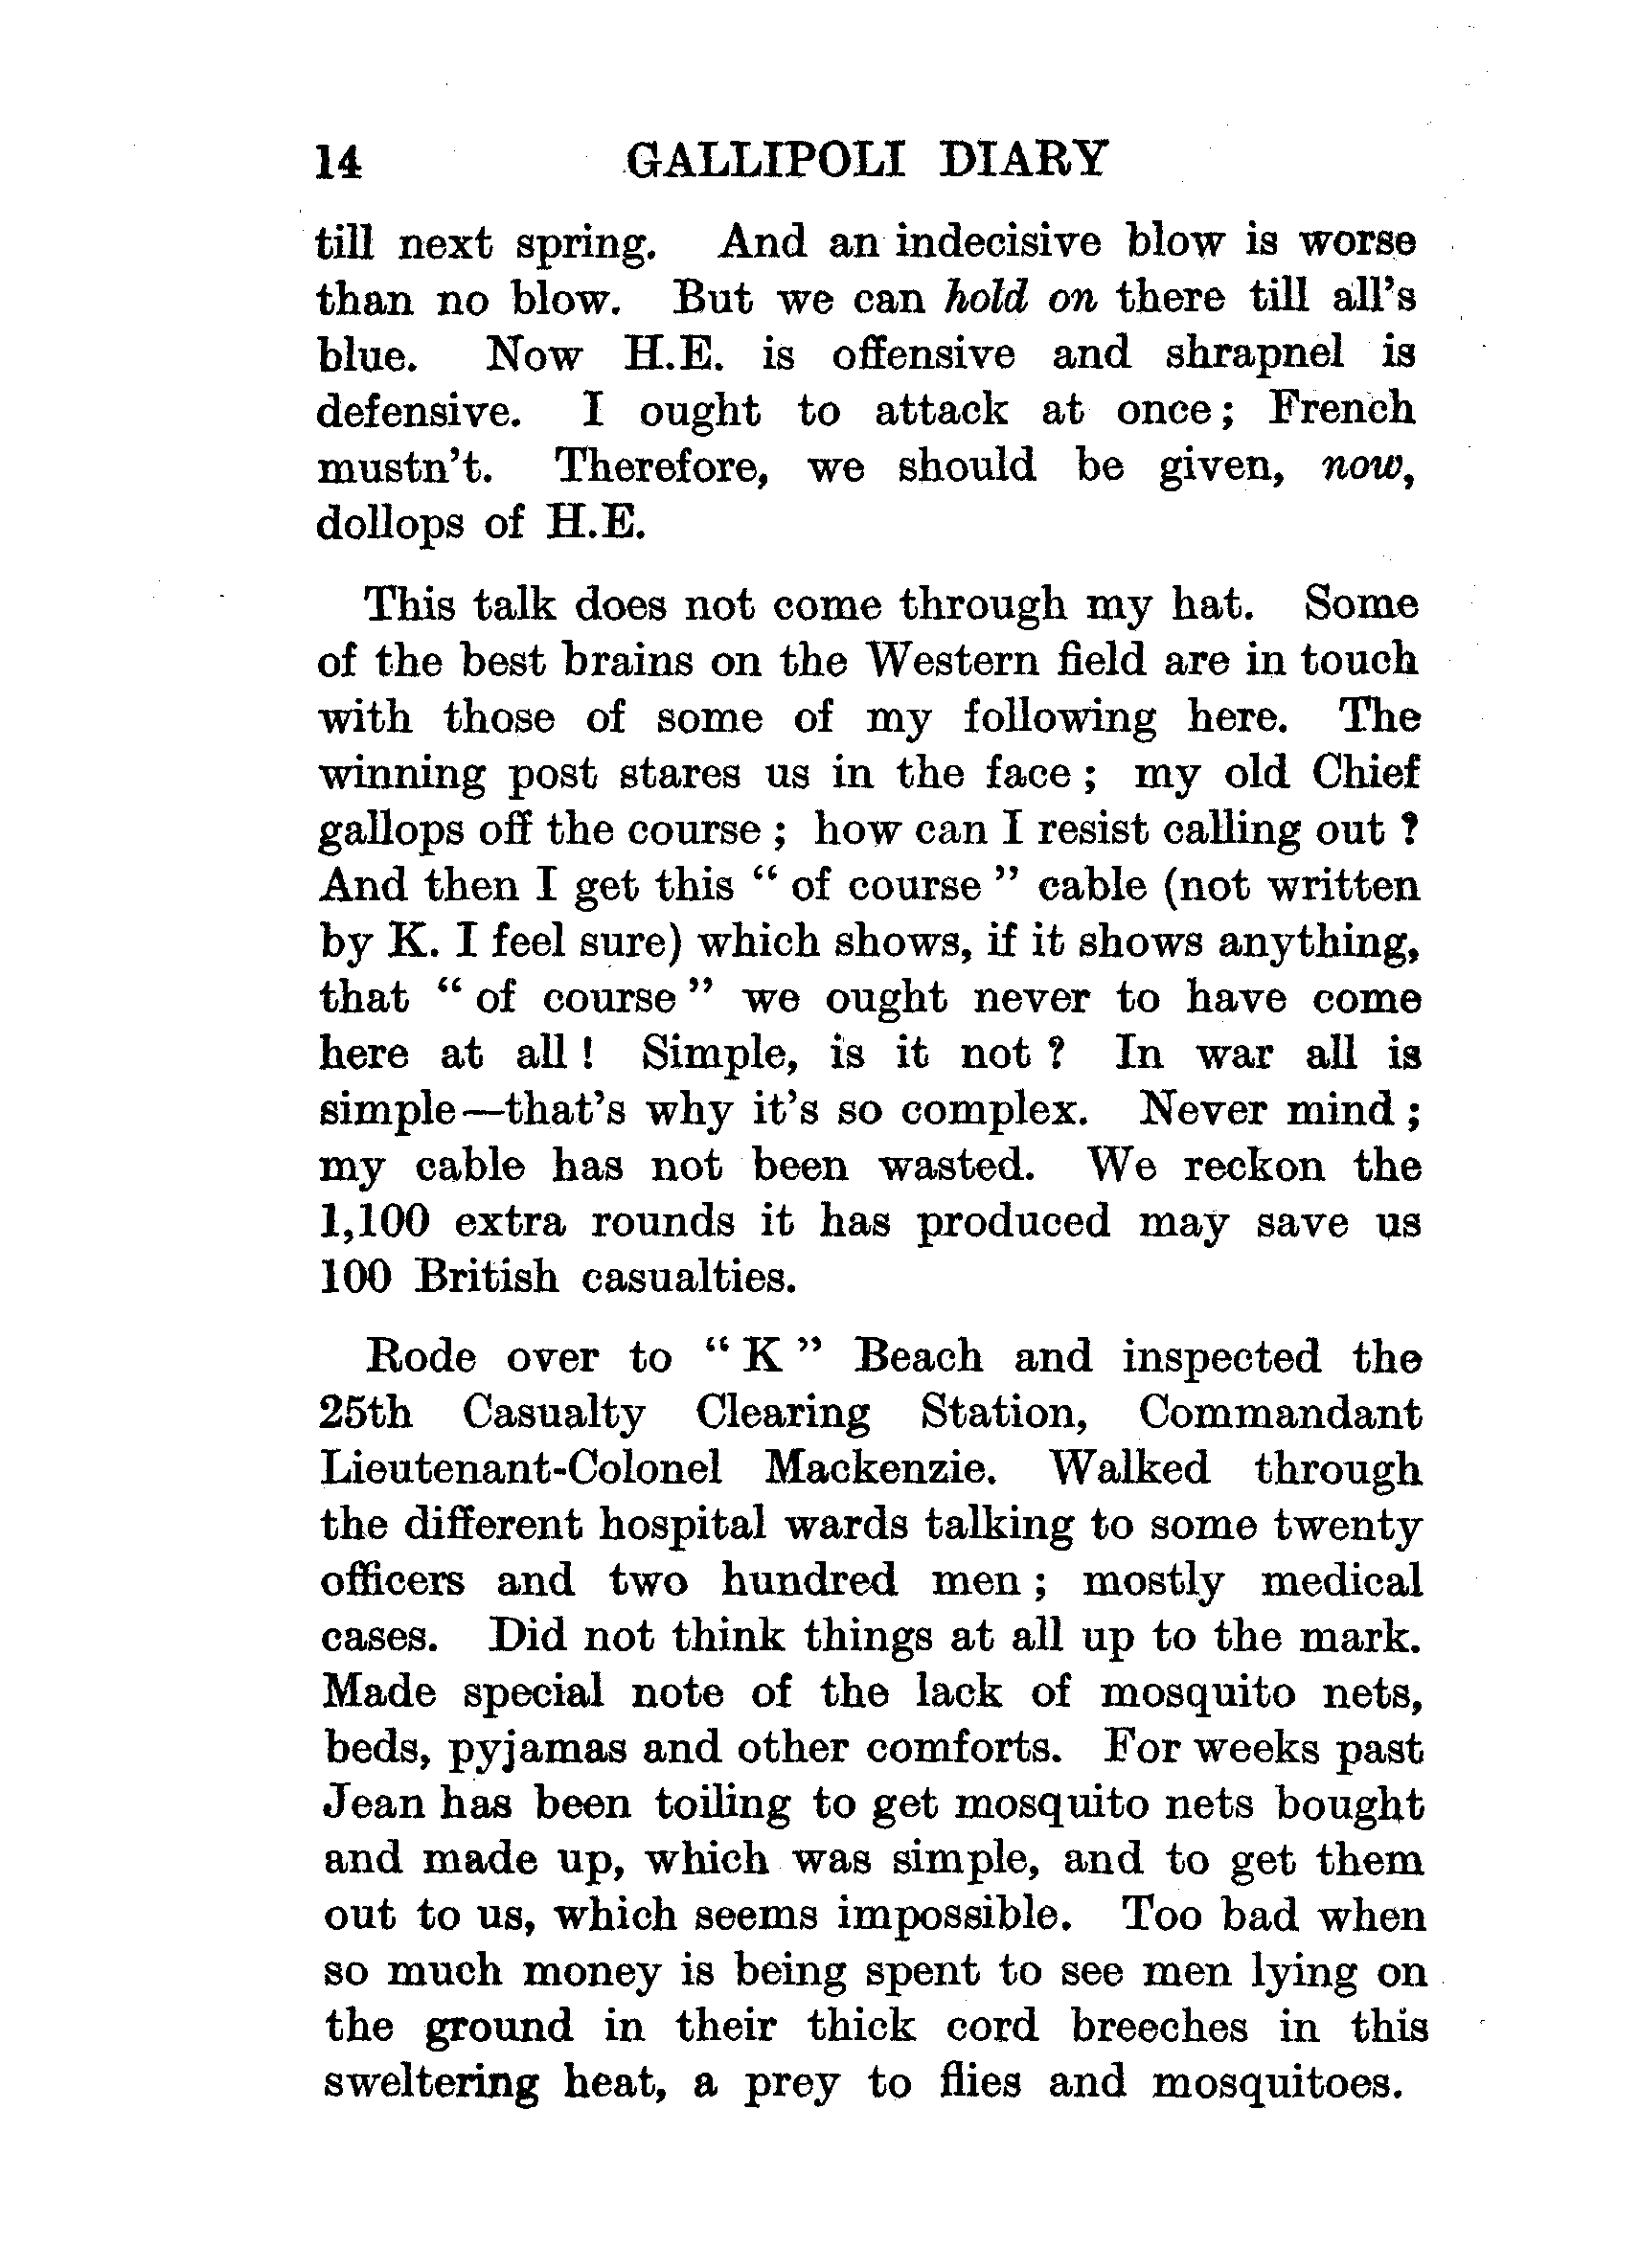 14 GALLIPOLI DIARY
till next spring. And an indecisive blow is worse
than no blow. But we can hold on there till all's
blue. Now H.E. is offensive and shrapnel is
defensive. I ought to attack at once; French
mustn't. Therefore, we should be given, now,
dollops of H.E.
This talk does not come through my hat. Some
of the best brains on the Western field are in touch
with those of some of my following here. The
winning post stares us in the face; my old Chief
gallops off the course; how can I resist calling out?
And then I get this "of course" cable (not written
by K. I feel sure) which shows, if it shows anything,
that "of course" we ought never to have come
here at all! Simple, is it not? In war all is
simple—that's why it's so complex. Never mind;
my cable has not been wasted. We reckon the
1,100 extra rounds it has produced may save us
100 British casualties.
Rode over to "K" Beach and inspected the
25th Casualty Clearing Station, Commandant
Lieutenant-Colonel Mackenzie. Walked through
the different hospital wards talking to some twenty
officers and two hundred men; mostly medical
cases. Did not think things at all up to the mark.
Made special note of the lack of mosquito nets,
beds, pyjamas and other comforts. For weeks past
Jean has been toiling to get mosquito nets bought
and made up, which was simple, and to get them
out to us, which seems impossible. Too bad when
so much money is being spent to see men lying on
the ground in their thick cord breeches in this
sweltering heat, a prey to flies and mosquitoes.